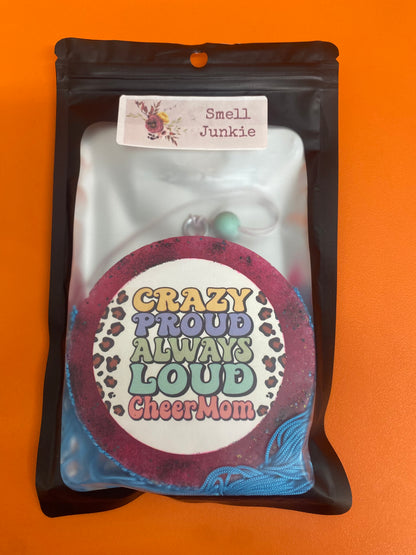 Smell
Junkie
CRAZY
PROUD
ALWAYS
LOUD
CheerMom